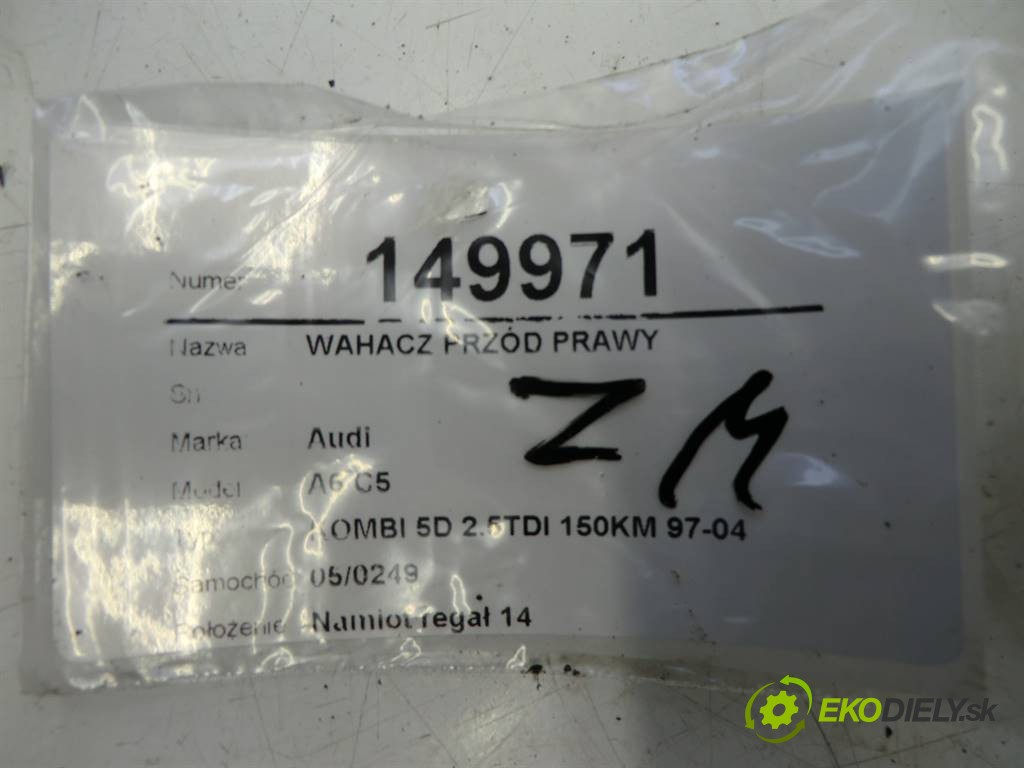 Numer 149971
Nazwa WAHACZ PRZÓD PRAWY
Sn
Marka Audi
Model A6 C5
Typ KOMBI 5D 2.5TDI 150KM 97-04
Samochód 05/0249
Położenie Namiot regał 14
Z M
EKODIELY.sk